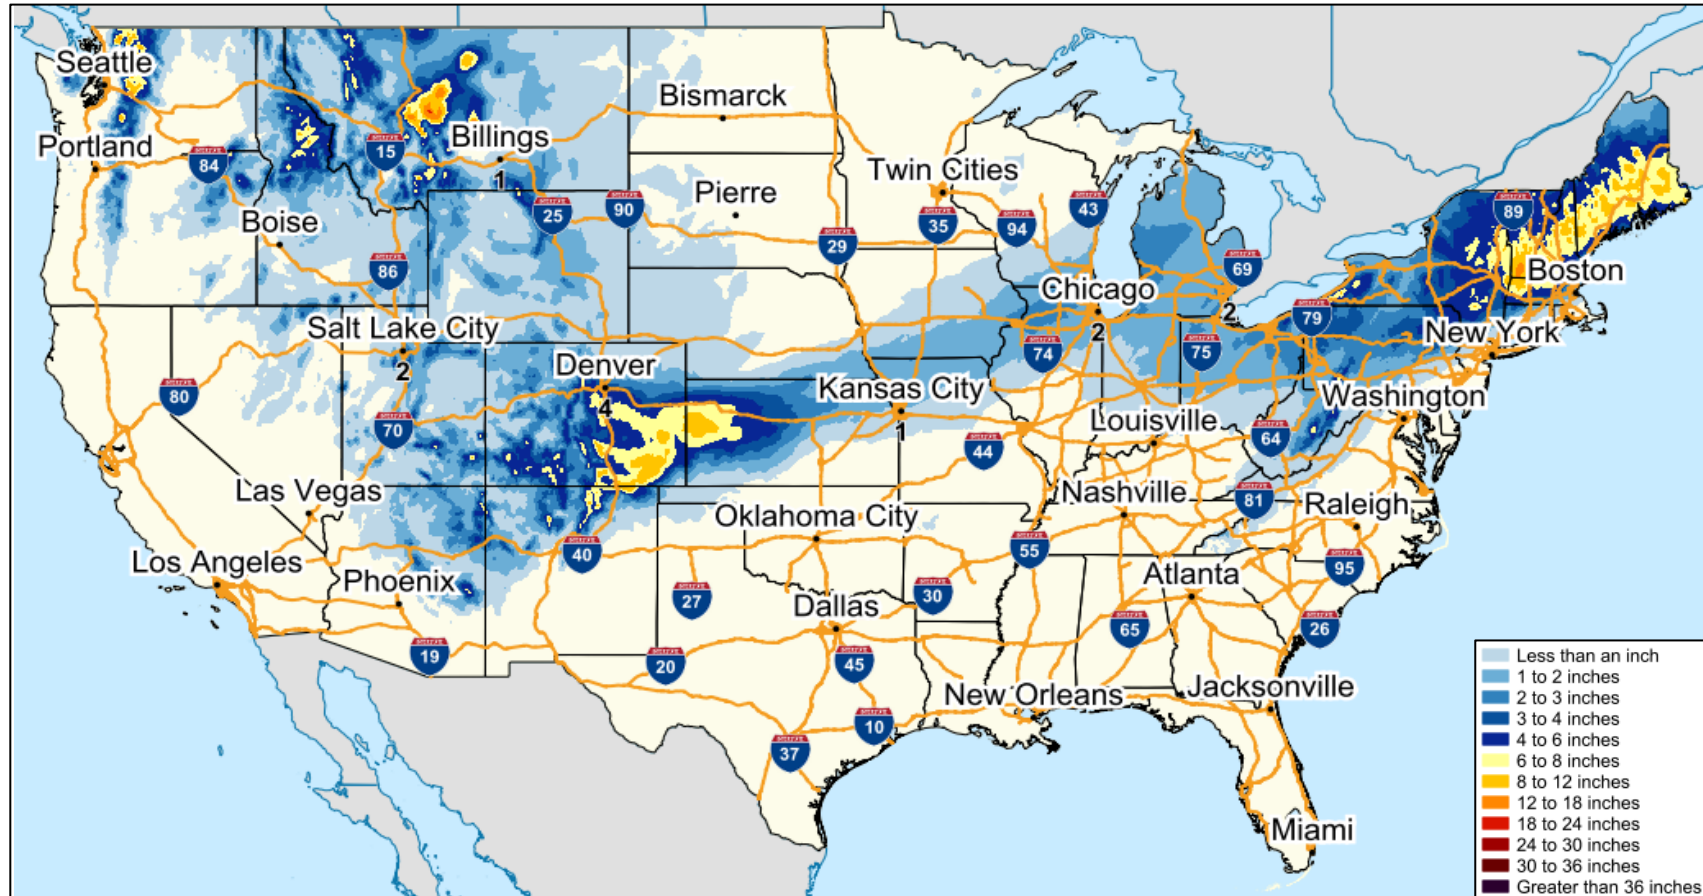 Seattle
Portland
84
15
Billings
1
Bismarck
Twin Cities
Pierre
Boise
25
90
35
94
43
89
29
86
69
Boston
Chicago
2
2
79
Salt Lake City
2
74
75
New York
Denver
4
80
Kansas City
1
Washington
70
Louisville
64
44
Las Vegas
Nashville
81
Raleigh
Oklahoma City
Los Angeles
40
55
Phoenix
Atlanta
95
27
30
Dallas
65
26
19
20
45
New Orleans
Jacksonville
10
37
Miami
Less than an inch
1 to 2 inches
2 to 3 inches
3 to 4 inches
4 to 6 inches
6 to 8 inches
8 to 12 inches
12 to 18 inches
18 to 24 inches
24 to 30 inches
30 to 36 inches
Greater than 36 inches